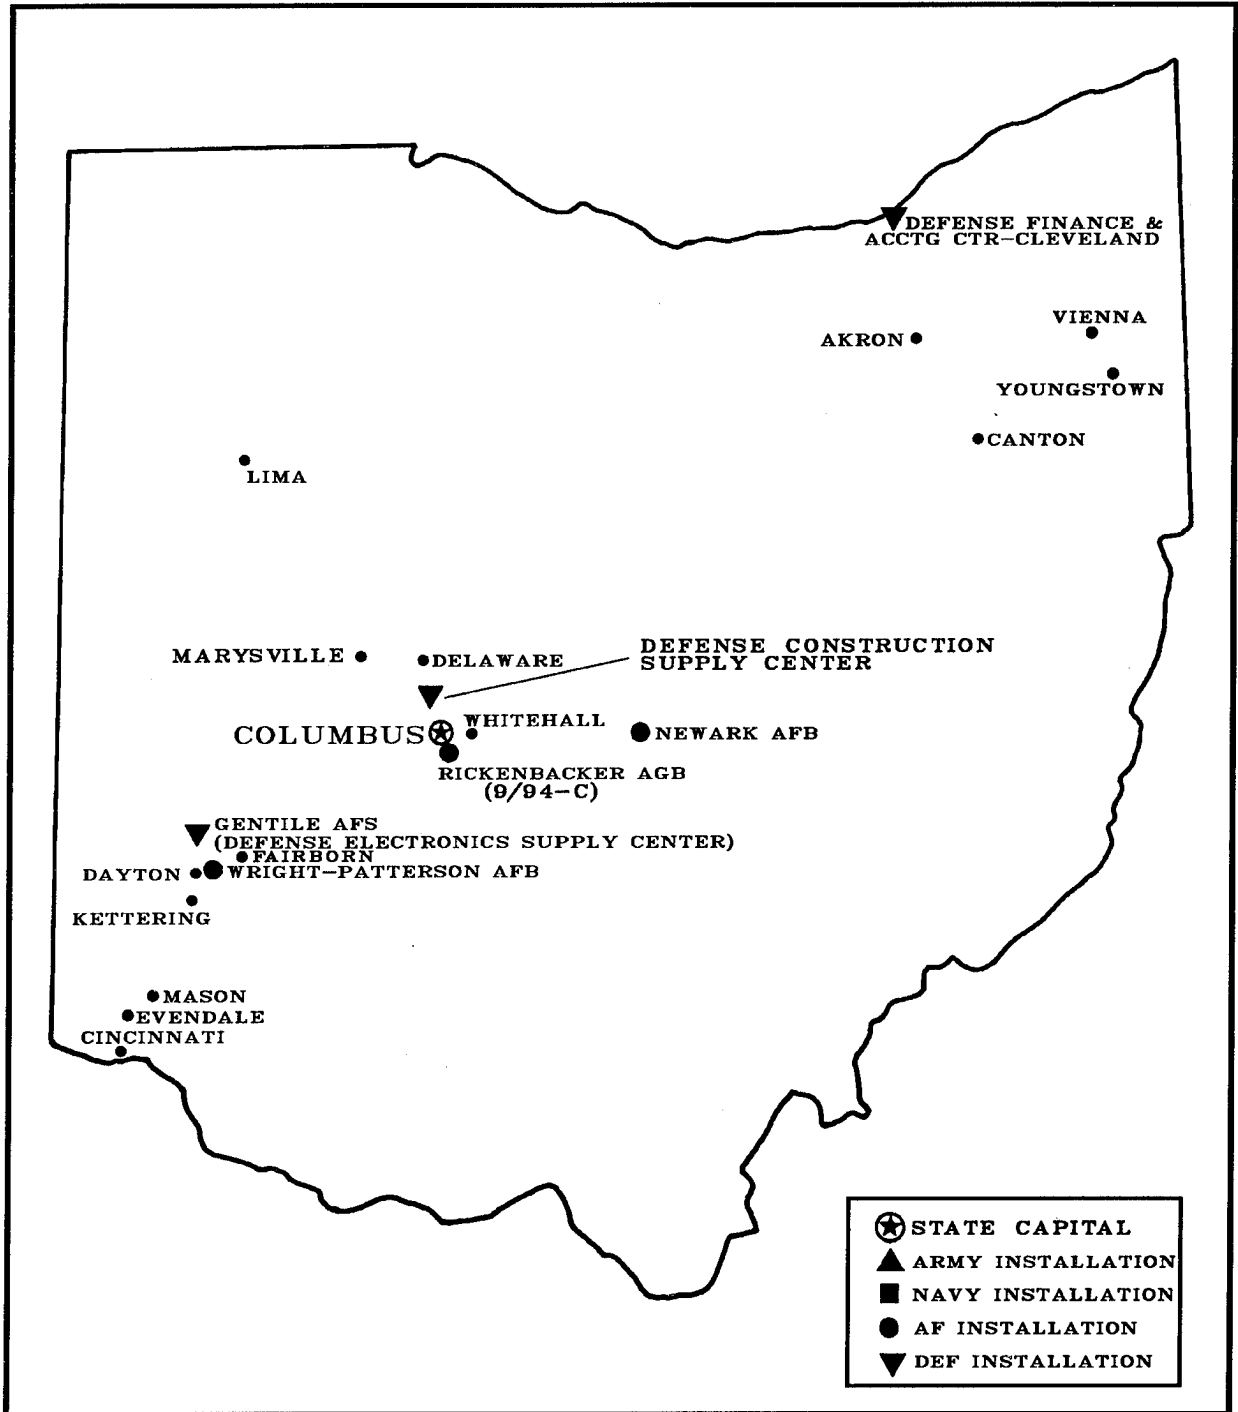 DEFENSE FINANCE &
ACCTG CTR-CLEVELAND
VIENNA
AKRON
YOUNGSTOWN
CANTON
LIMA
MARYSVILLE
DELAWARE
DEFENSE CONSTRUCTION
SUPPLY CENTER
WHITEHALL
COLUMBUS
NEWARK AFB
RICKENBACKER AGB
(9/94-C)
GENTILE AFS
(DEFENSE ELECTRONICS SUPPLY CENTER)
FAIRBORN
DAYTON
WRIGHT-PATTERSON AFB
KETTERING
MASON
EVENDALE
CINCINNATI
STATE CAPITAL
ARMY INSTALLATION
NAVY INSTALLATION
AF INSTALLATION
DEF INSTALLATION